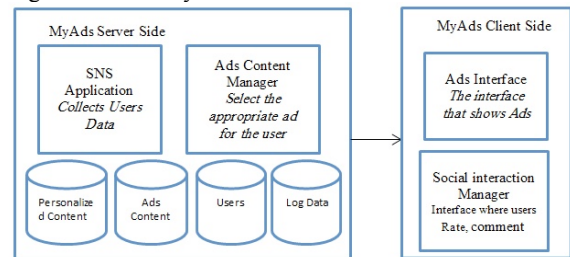 MyAds Server Side
SNS
Application
Collects Users
Data
Ads Content
Manager
Select the
appropriate ad
for the user
Personalize
d Content
Ads
Content
Users
Log Data
MyAds Client Side
Ads Interface
The interface
that shows Ads
Social interaction
Manager
Interface where users
Rate, comment